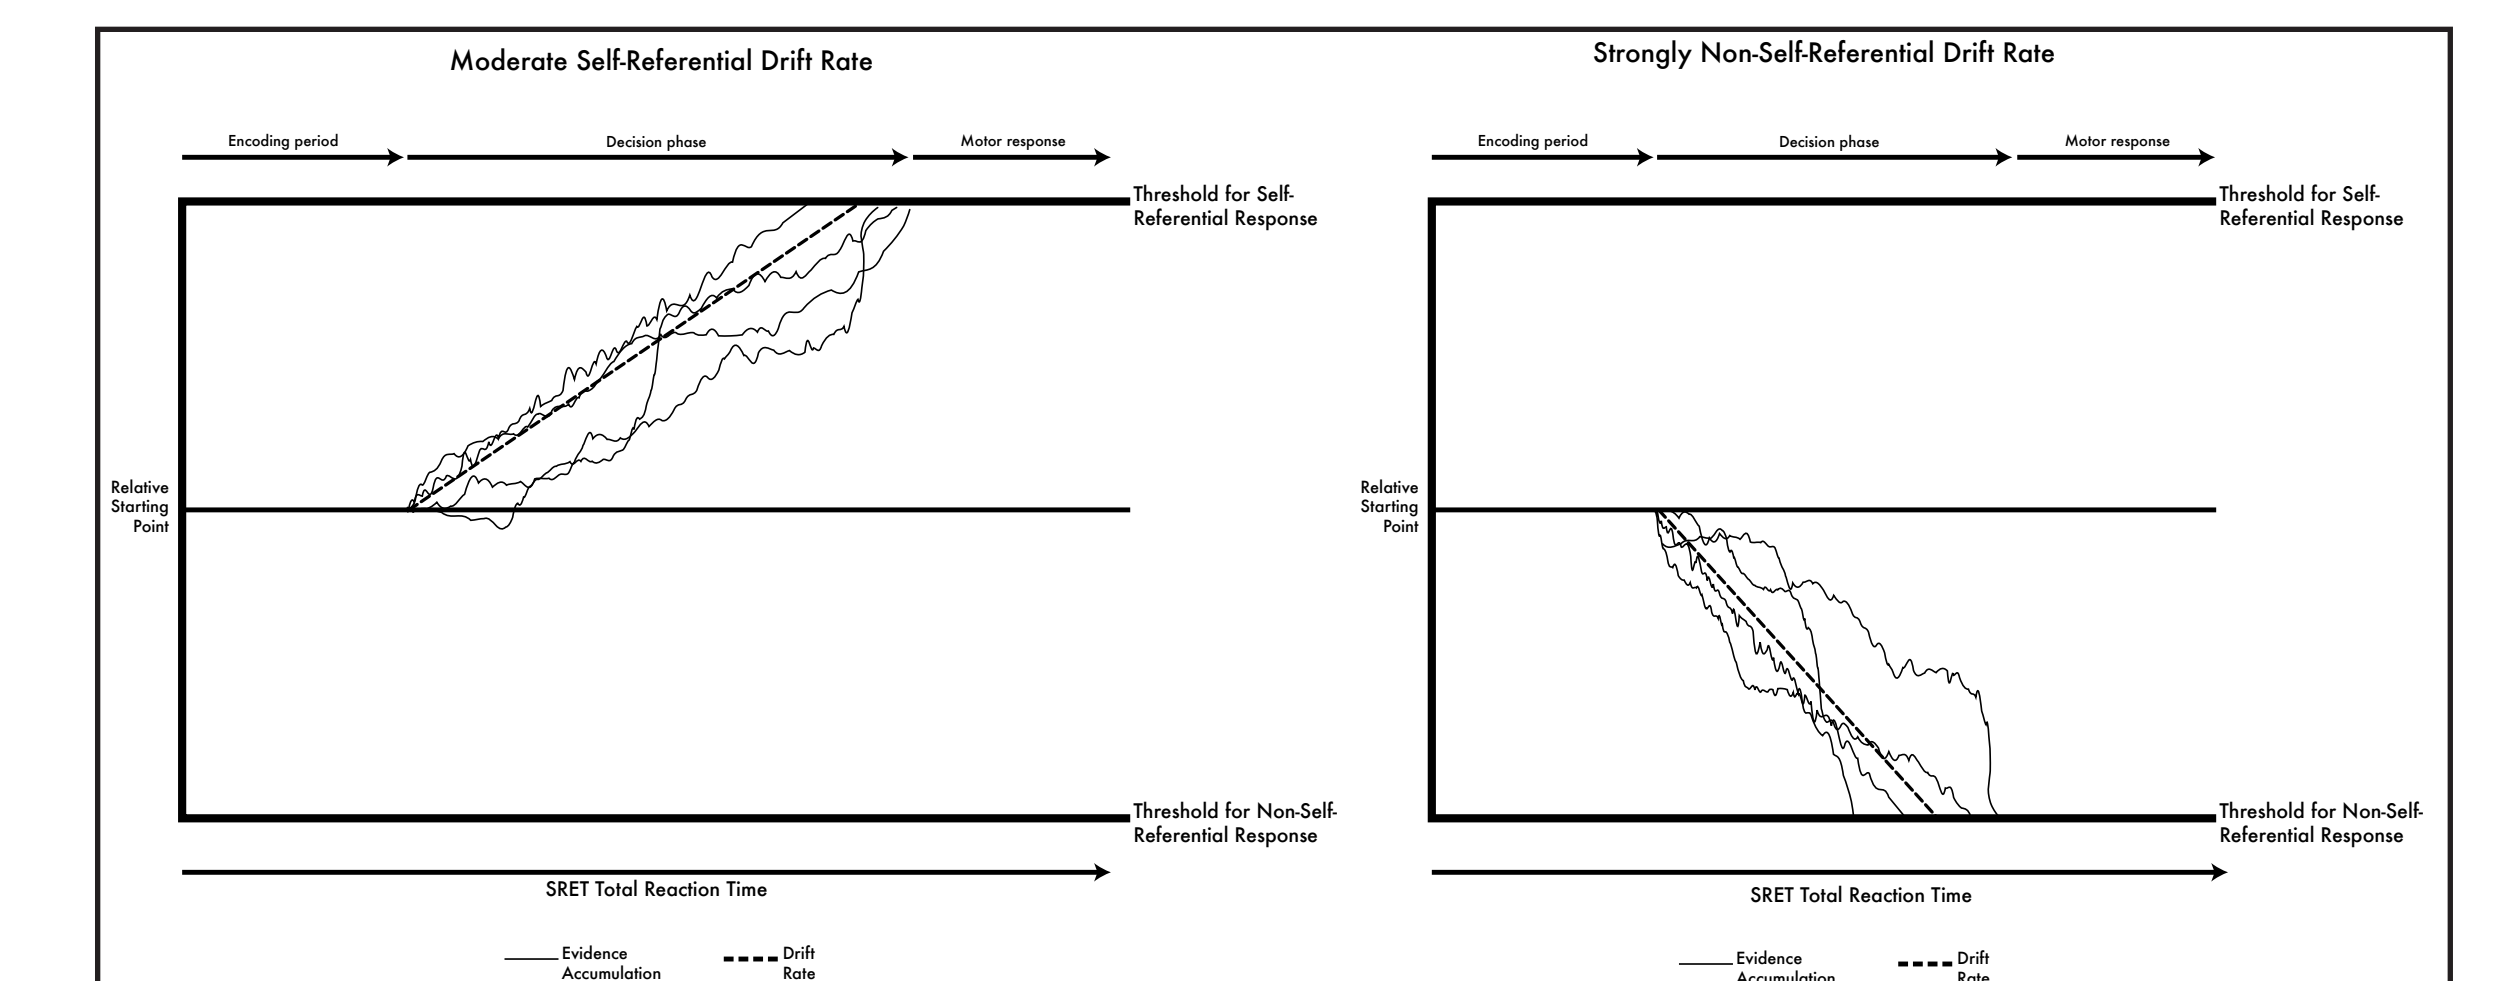 Moderate Self-Referential Drift Rate
Encoding period
Decision phase
Motor response
Threshold for Self-
Referential Response
Relative
Starting
Point
Threshold for Non-Self-
Referential Response
SRET Total Reaction Time
Evidence
Accumulation
Drift
Rate
Strongly Non-Self-Referential Drift Rate
Encoding period
Decision phase
Motor response
Threshold for Self-
Referential Response
Relative
Starting
Point
Threshold for Non-Self-
Referential Response
SRET Total Reaction Time
Evidence
Accumulation
Drift
Rate